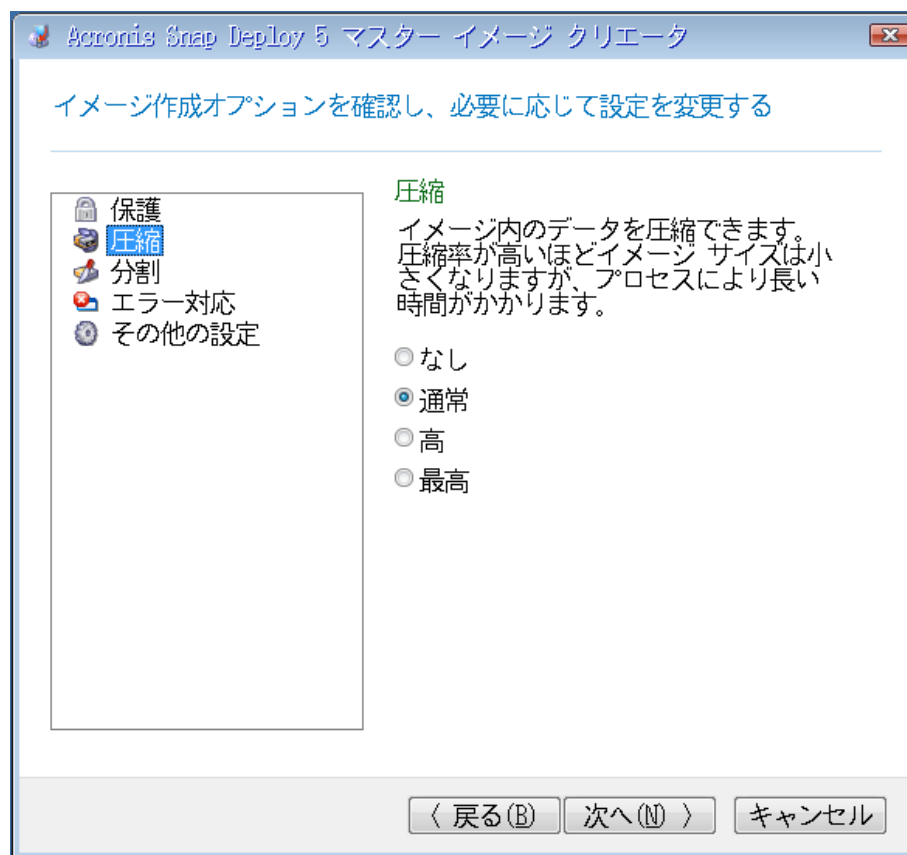 Acronis Snap Deploy 5 マスター イメージ クリエータ
イメージ作成オプションを確認し、必要に応じて設定を変更する
保護
圧縮
分割
エラー対応
その他の設定
圧縮
イメージ内のデータを圧縮できます。
圧縮率が高いほどイメージ サイズは小
さくなりますが、プロセスにより長い
時間がかかります。
なし
通常
高
最高
〈 戻る(B)
次へ(N) 〉
キャンセル